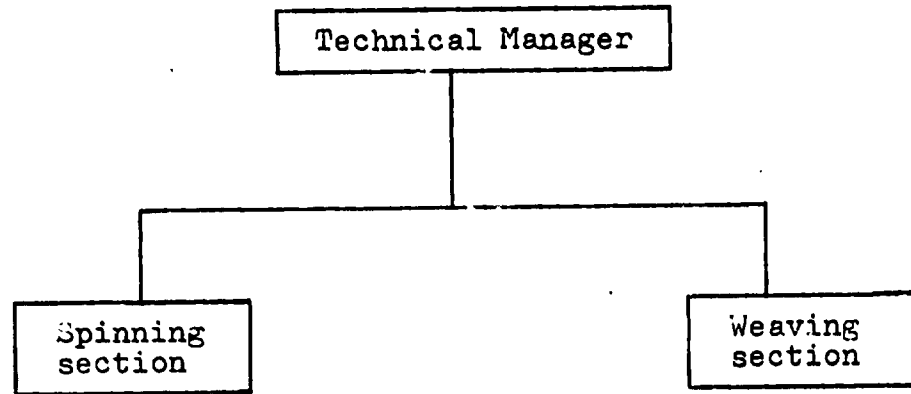 Technical Manager
Spinning
section
Weaving
section